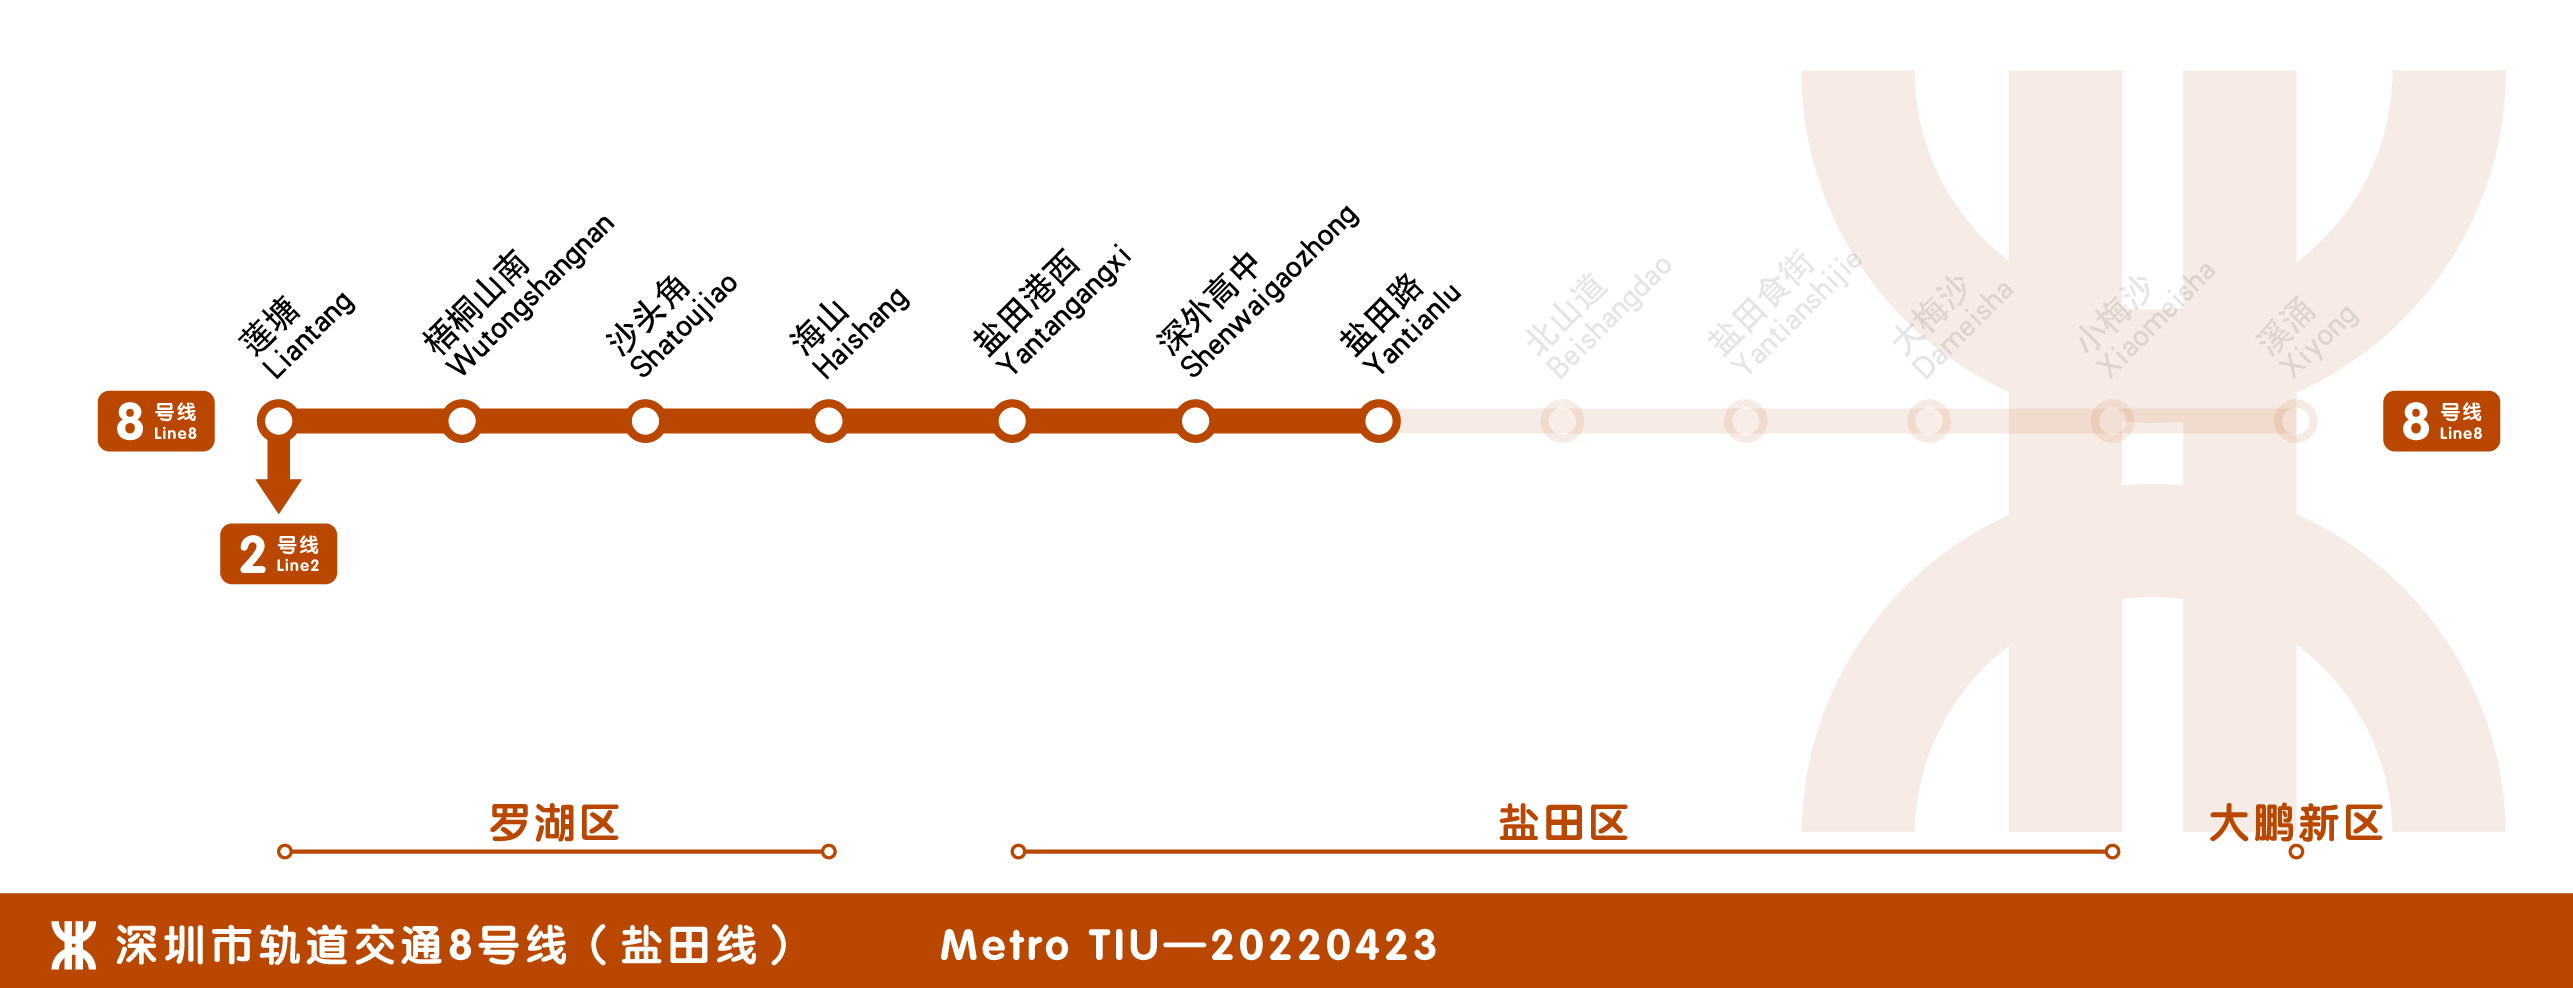 莲塘
Liantang
梧桐山南
Wutongshangnan
沙头角
Shatoujiao
海山
Haishang
盐田港西
Yantangangxi
深外高中
Shenwaigaozhong
盐田路
Yantianlu
北山道
Beishangdao
盐田食街
Yantianshijie
大梅沙
Dameisha
小梅沙
Xiaomeisha
溪涌
Xiyong
8 号线
Line8
8 号线
Line8
2 号线
Line2
罗湖区
盐田区
大鹏新区
深圳市轨道交通8号线（盐田线） Metro TIU—20220423